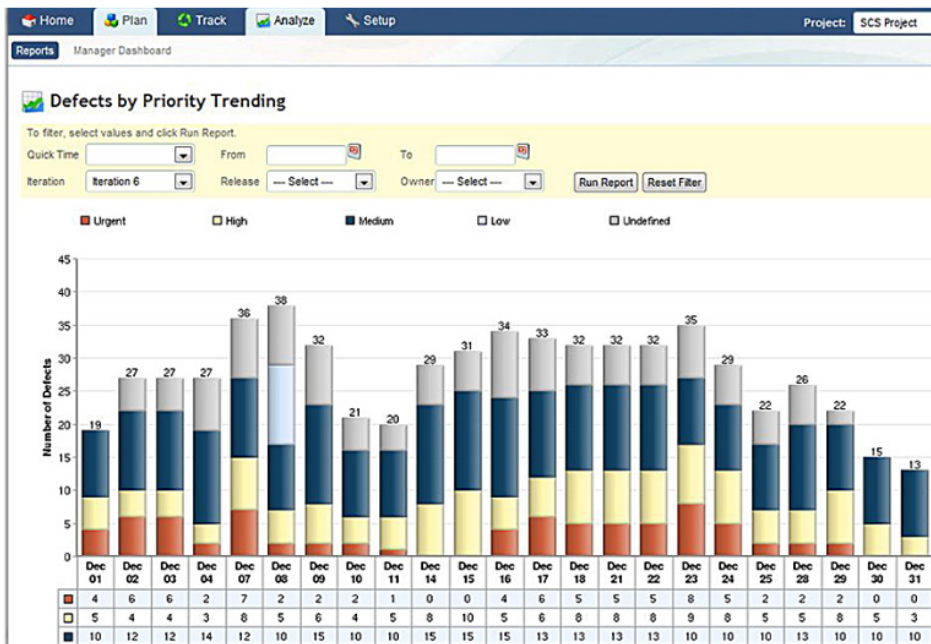 Home Plan Track Analyze Setup Project: SCS Project
Reports Manager Dashboard
Defects by Priority Trending
To filter, select values and click Run Report.
Quick Time From To
Iteration Iteration 6 Release --- Select --- Owner --- Select --- Run Report Reset Filter
Urgent High Medium Low Undefined
Number of Defects
45
40
35
30
25
20
15
10
5
0
19 27 27 27 36 38 32 21 20 29 31 34 33 32 32 32 35 29 22 26 22 15 13
Dec Dec Dec Dec Dec Dec Dec Dec Dec Dec Dec Dec Dec Dec Dec Dec Dec Dec Dec Dec Dec Dec Dec
01 02 03 04 07 08 09 10 11 14 15 16 17 18 21 22 23 24 25 28 29 30 31
4 6 6 2 7 2 2 2 1 0 0 4 6 5 5 5 8 5 2 2 2 0 0
5 4 4 3 8 5 6 4 5 8 10 5 6 8 8 8 9 8 5 5 8 5 3
10 12 12 14 12 10 15 10 10 15 15 15 13 13 13 13 10 10 10 13 10 10 10